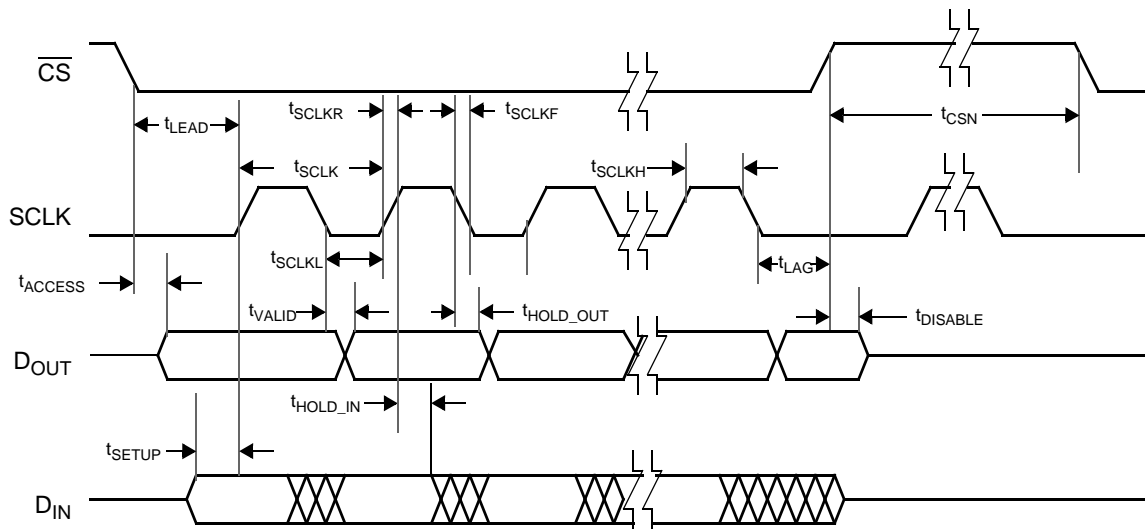 CS
tSCLKR
tSCLKF
tLEAD
tCSN
tSCLK
tSCLKH
SCLK
tSCLKL
tLAG
tACCESS
tVALID
tHOLD_OUT
tDISABLE
DOUT
tHOLD_IN
tSETUP
DIN